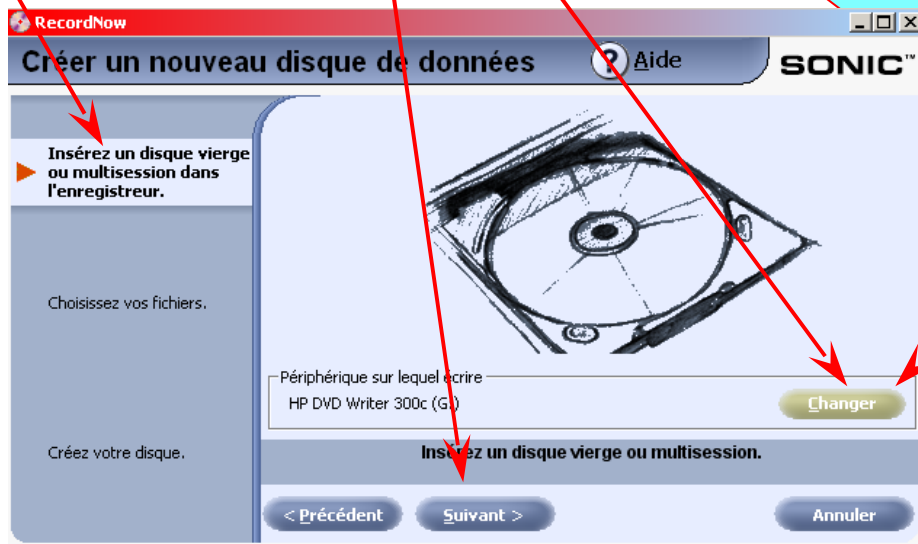 RecordNow
Créer un nouveau disque de données
? Aide
SONIC™
Insérez un disque vierge
ou multisession dans
l'enregistreur.
Choisissez vos fichiers.
Périphérique sur lequel écrire
HP DVD Writer 300c (G:)
Changer
Créez votre disque.
Insérez un disque vierge ou multisession.
< Précédent
Suivant >
Annuler